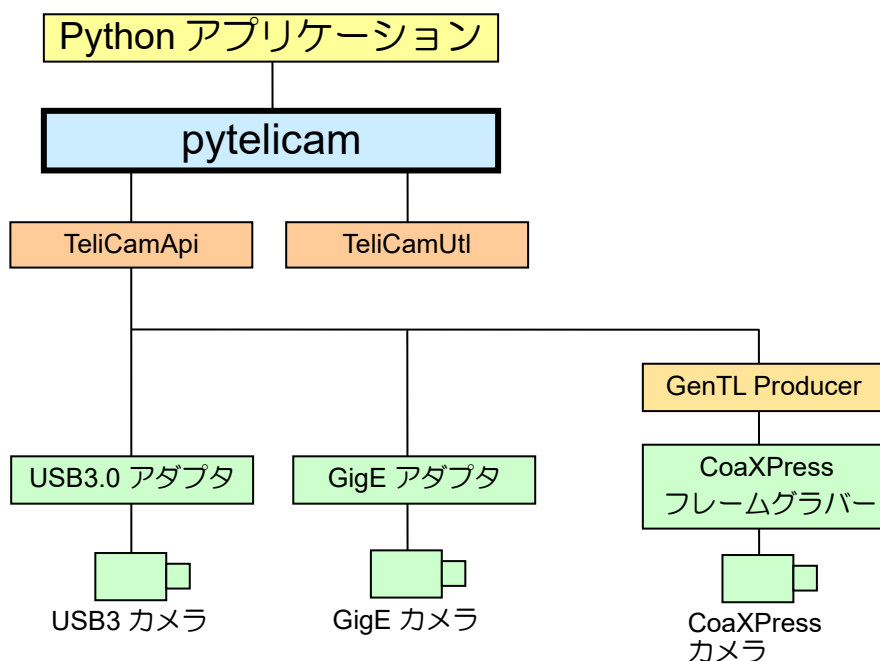 Python アプリケーション
pytelicam
TeliCamApi
TeliCamUtl
GenTL Producer
USB3.0 アダプタ
GigE アダプタ
CoaXPress
フレームグラバー
USB3 カメラ
GigE カメラ
CoaXPress
カメラ